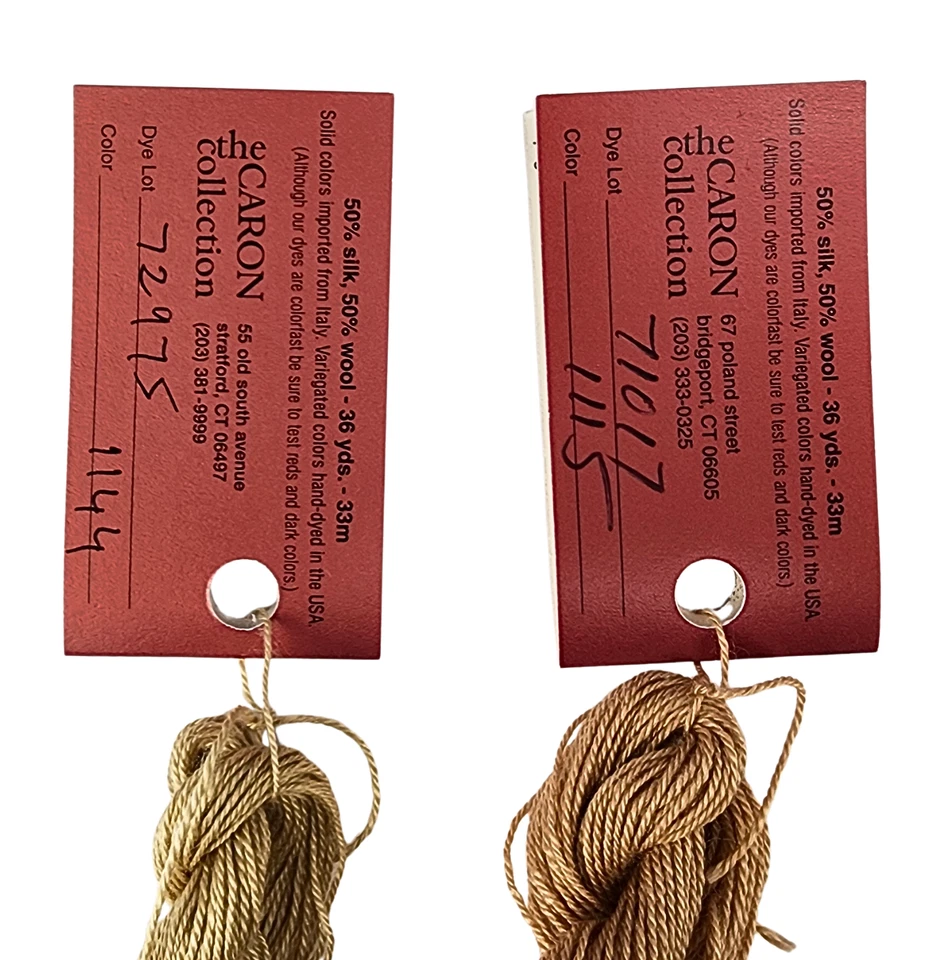 50% silk, 50% wool - 36 yds. - 33m
Solid colors imported from Italy. Variegated colors hand-dyed in the USA.
(Although our dyes are colorfast be sure to test reds and dark colors.)
the CARON
collection
55 old south avenue
stratford, CT 06497
(203) 381-9999
Dye Lot 72975
Color 1144
50% silk, 50% wool - 36 yds. - 33m
Solid colors imported from Italy. Variegated colors hand-dyed in the USA.
(Although our dyes are colorfast be sure to test reds and dark colors.)
the CARON
collection
67 poland street
bridgeport, CT 06605
(203) 333-0325
Dye Lot 71017
Color 1115